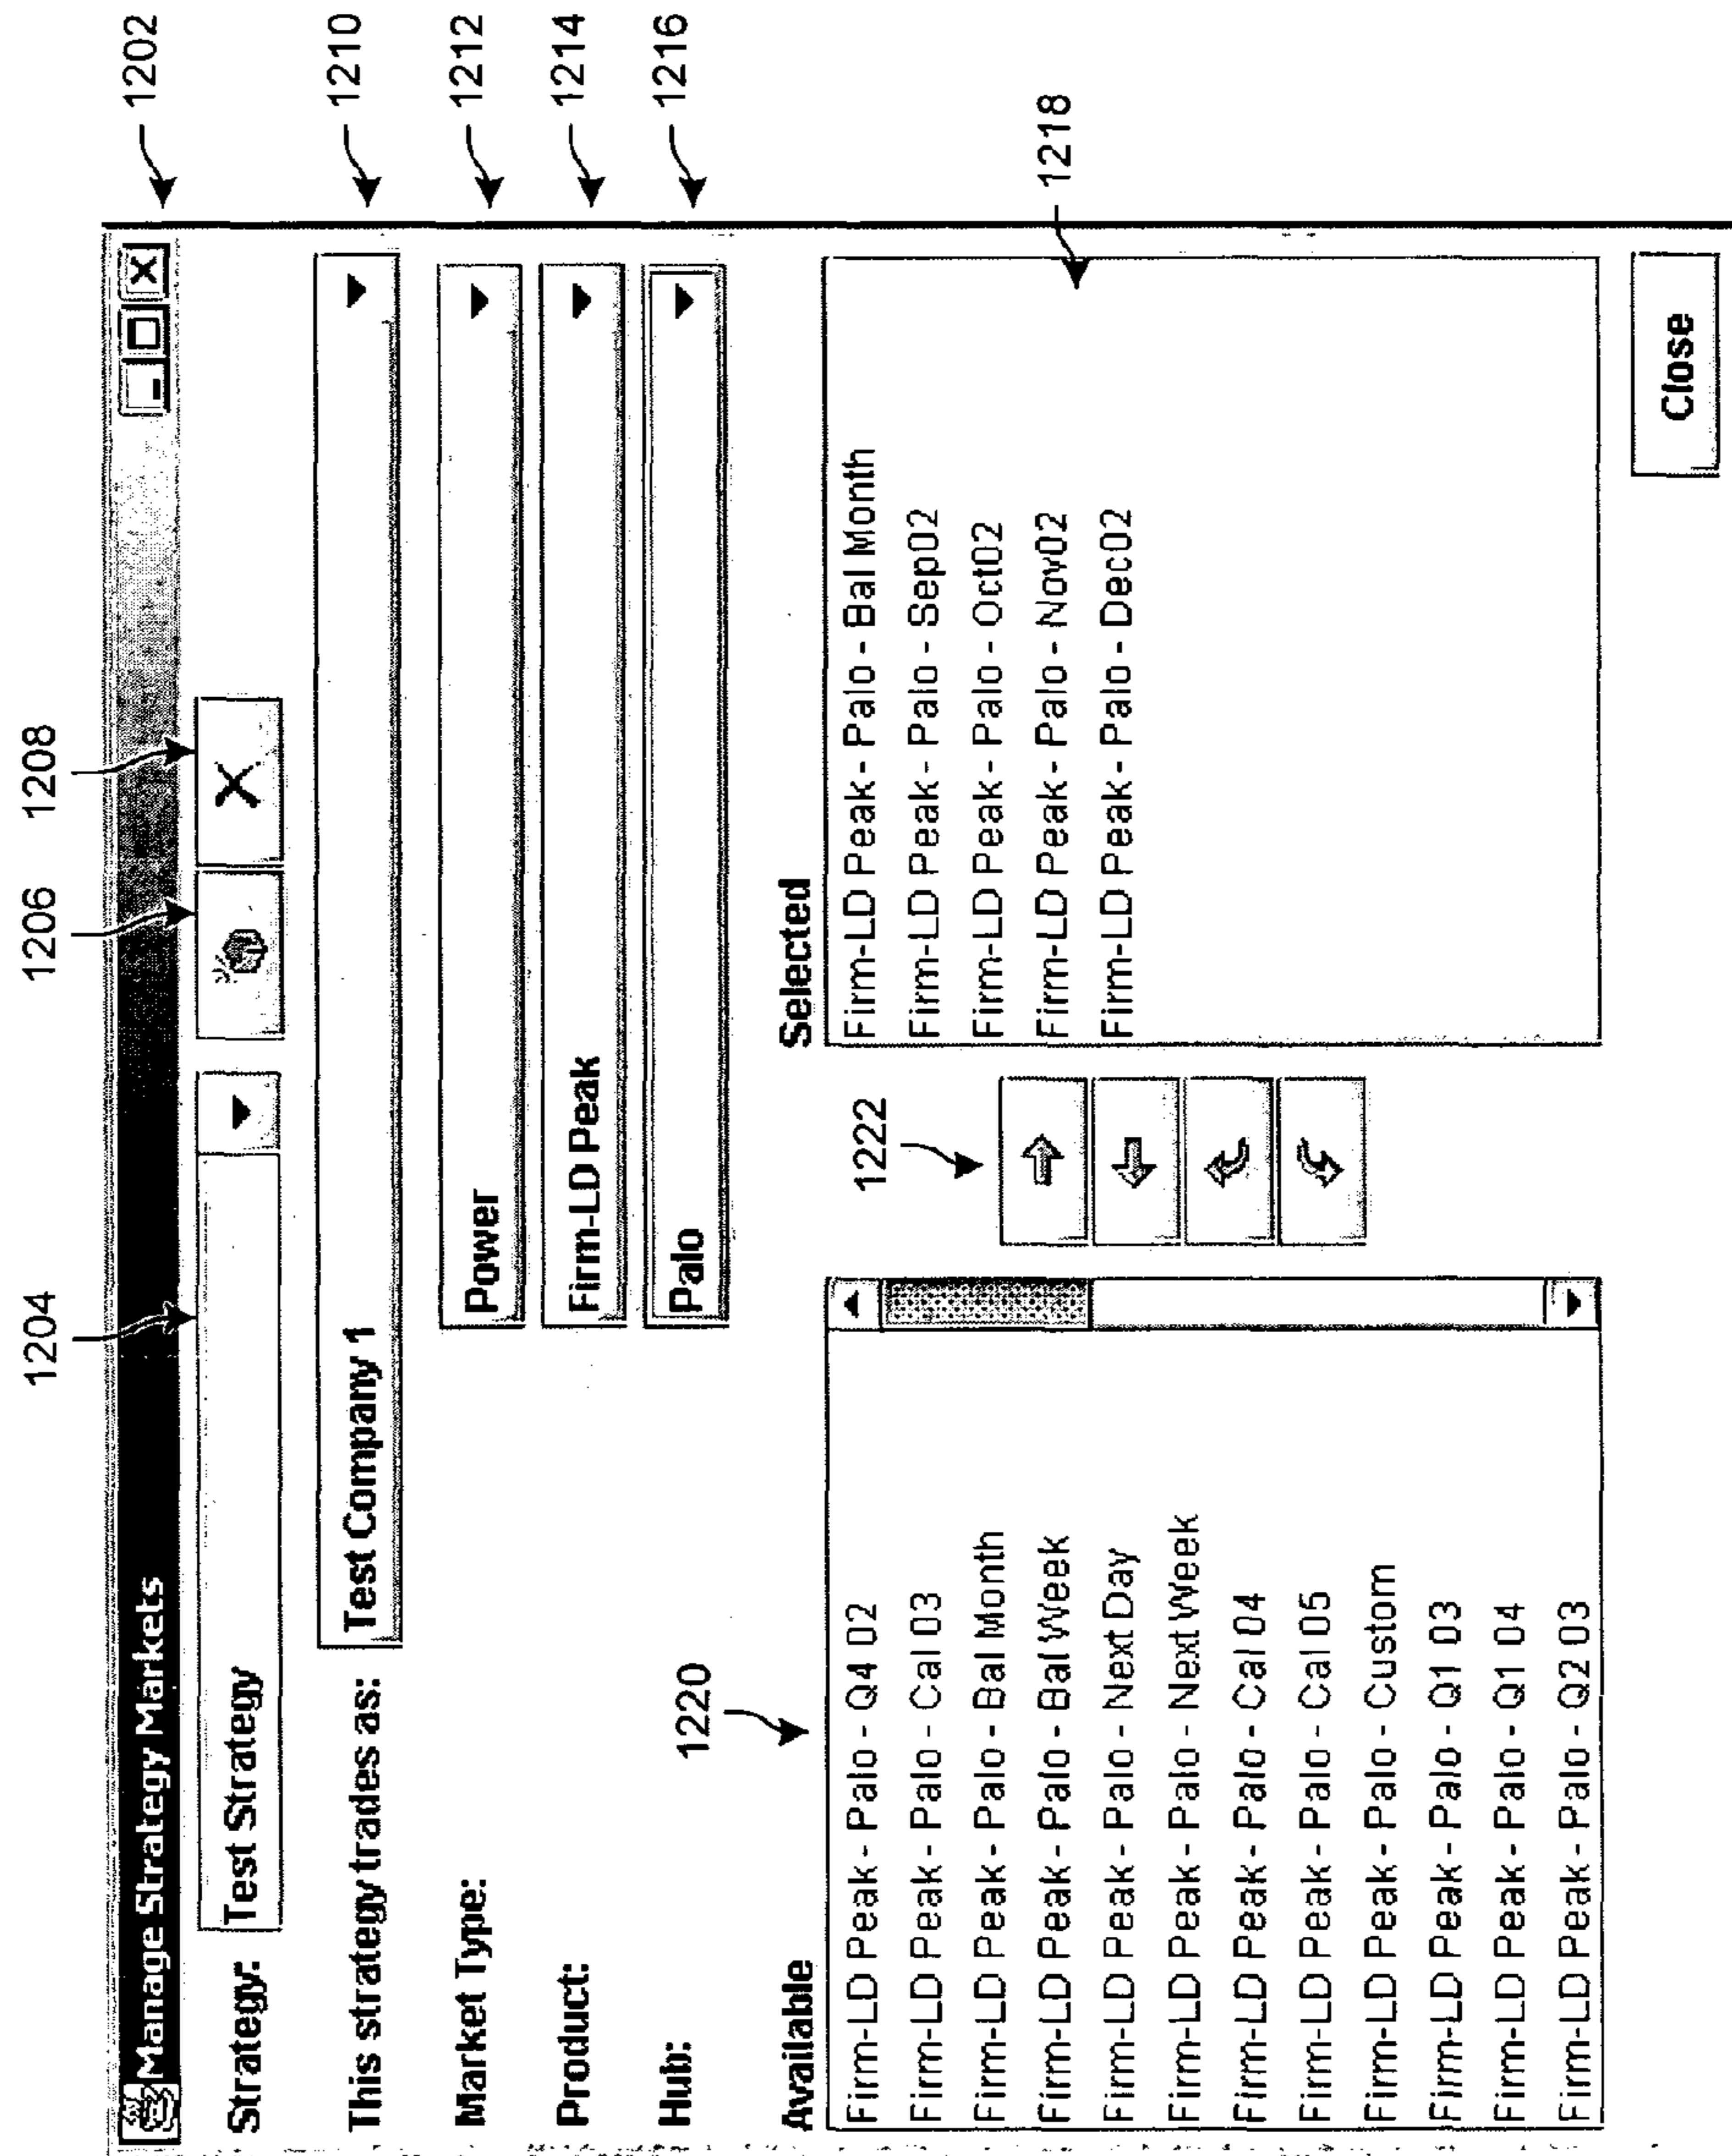 1204
1206
1208
Manage Strategy Markets
1202
Strategy:
Test Strategy
This strategy trades as:
Test Company 1
1210
Market Type:
Power
1212
Product:
Firm-LD Peak
1214
Hub:
Palo
1216
1220
Available
Firm-LD Peak - Palo - Q4 02
Firm-LD Peak - Palo - Cal 03
Firm-LD Peak - Palo - Bal Month
Firm-LD Peak - Palo - Bal Week
Firm-LD Peak - Palo - Next Day
Firm-LD Peak - Palo - Next Week
Firm-LD Peak - Palo - Cal 04
Firm-LD Peak - Palo - Cal 05
Firm-LD Peak - Palo - Custom
Firm-LD Peak - Palo - Q1 03
Firm-LD Peak - Palo - Q1 04
Firm-LD Peak - Palo - Q2 03
1222
Selected
Firm-LD Peak - Palo - Bal Month
Firm-LD Peak - Palo - Sep02
Firm-LD Peak - Palo - Oct02
Firm-LD Peak - Palo - Nov02
Firm-LD Peak - Palo - Dec02
1218
Close